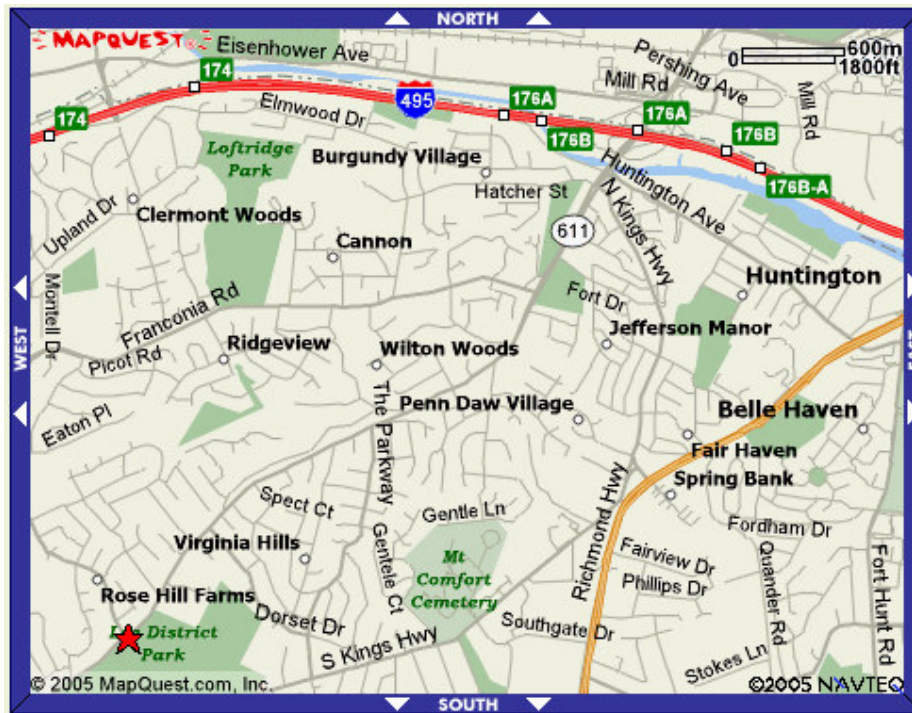 NORTH
MAPQUEST
Eisenhower Ave
Pershing Ave
600m
0
1800ft
174
174
Mill Rd
Mill Rd
495
176A
176A
Elmwood Dr
176B
176B
Loftridge
Park
Burgundy Village
Huntington Ave
176B-A
Hatcher St
N Kings Hwy
Upland Dr
Clermont Woods
611
Cannon
Huntington
Montell Dr
Franconia Rd
Fort Dr
Jefferson Manor
WEST
Picot Rd
Ridgeview
Wilton Woods
The Parkway
Penn Daw Village
Belle Haven
Eaton Pl
Fair Haven
Richmond Hwy
Spring Bank
Spect Ct
Gentle Ln
Fordham Dr
Virginia Hills
Gentele Ct
Mt
Comfort
Cemetery
Fairview Dr
Quander Rd
Fort Hunt Rd
Phillips Dr
Rose Hill Farms
District
Park
Dorset Dr
S Kings Hwy
Southgate Dr
Stokes Ln
© 2005 MapQuest.com, Inc.
©2005 NAVTEQ
SOUTH